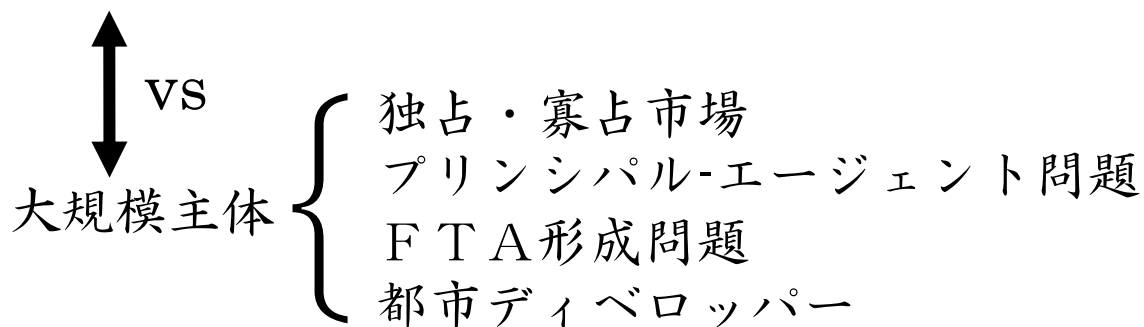 vs
独占・寡占市場
プリンシパル-エージェント問題
大規模主体
ＦＴＡ形成問題
都市ディベロッパー